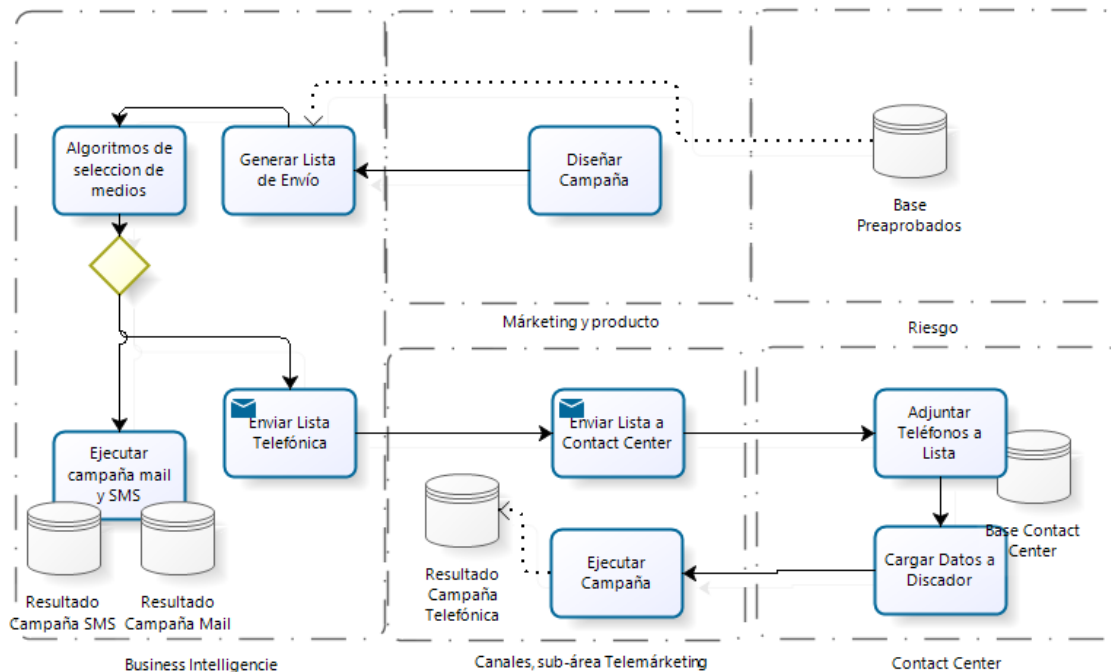 Algoritmos de
seleccion de
medios
Generar Lista
de Envío
Diseñar
Campaña
Base
Preaprobados
Márketing y producto
Riesgo
Enviar Lista
Telefónica
Enviar Lista a
Contact Center
Adjuntar
Teléfonos a
Lista
Ejecutar
campaña mail
y SMS
Base Contact
Center
Resultado
Campaña SMS
Resultado
Campaña Mail
Resultado
Campaña
Telefónica
Ejecutar
Campaña
Cargar Datos a
Discador
Business Intelligencie
Canales, sub-área Telemárketing
Contact Center